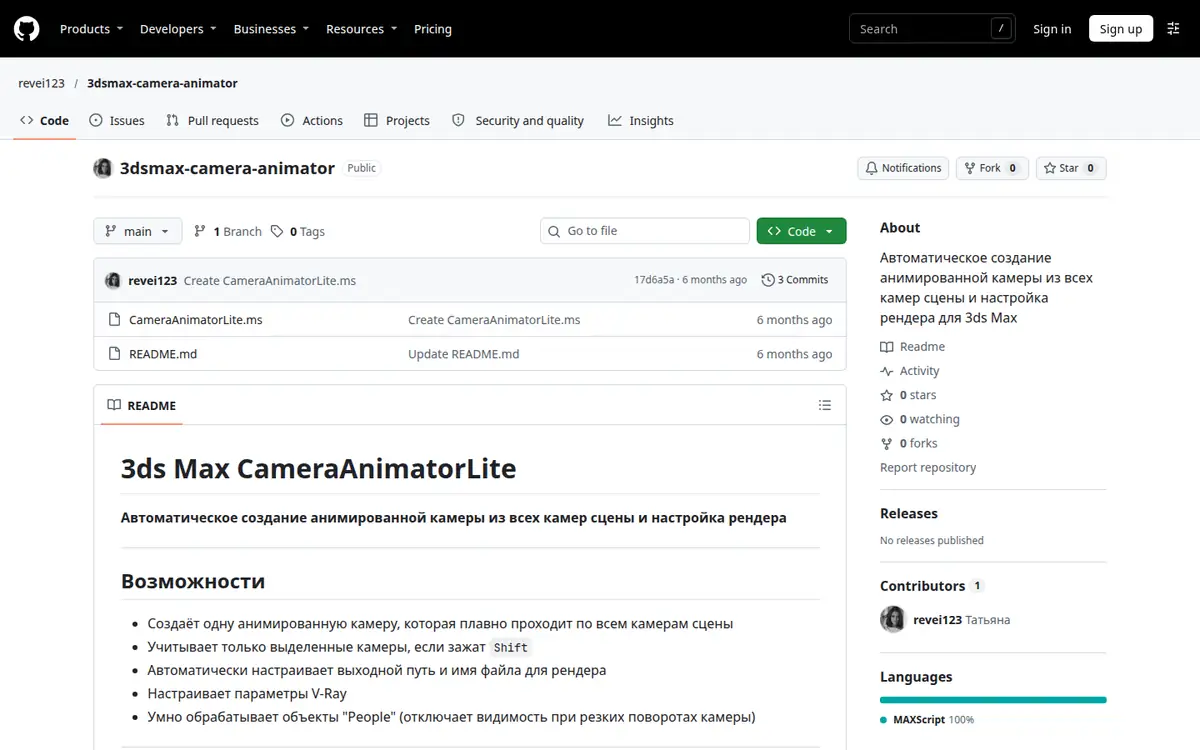 Products Developers Businesses Resources Pricing Search / Sign in Sign up
revei123 / 3dsmax-camera-animator
Code Issues Pull requests Actions Projects Security and quality Insights
3dsmax-camera-animator Public Notifications Fork 0 Star 0
main 1 Branch 0 Tags Go to file Code
revei123 Create CameraAnimatorLite.ms 17d6a5a · 6 months ago 3 Commits
CameraAnimatorLite.ms Create CameraAnimatorLite.ms 6 months ago
README.md Update README.md 6 months ago
README
3ds Max CameraAnimatorLite
Автоматическое создание анимированной камеры из всех камер сцены и настройка рендера
Возможности
Создаёт одну анимированную камеру, которая плавно проходит по всем камерам сцены
Учитывает только выделенные камеры, если зажат Shift
Автоматически настраивает выходной путь и имя файла для рендера
Настраивает параметры V-Ray
Умно обрабатывает объекты "People" (отключает видимость при резких поворотах камеры)
About
Автоматическое создание
анимированной камеры из всех
камер сцены и настройка
рендера для 3ds Max
Readme
Activity
0 stars
0 watching
0 forks
Report repository
Releases
No releases published
Contributors 1
revei123 Татьяна
Languages
MAXScript 100%